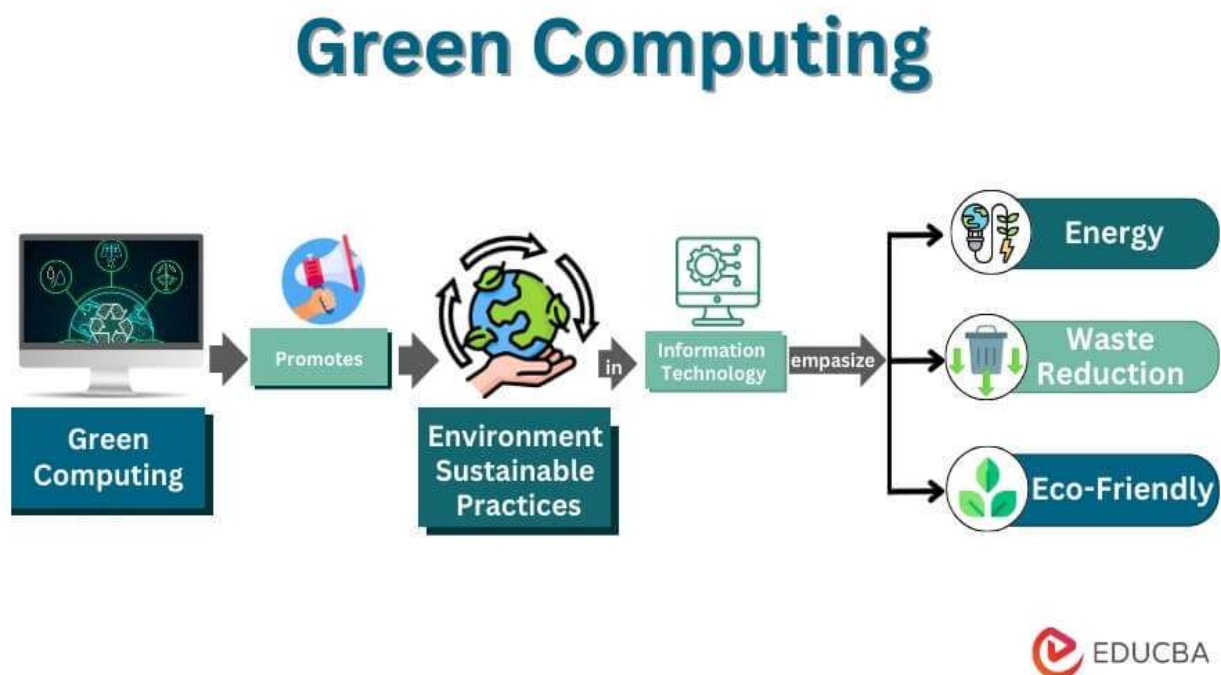 Green Computing
Green
Computing
Promotes
Environment
Sustainable
Practices
in
Information
Technology
empasize
Energy
Waste
Reduction
Eco-Friendly
EDUCBA